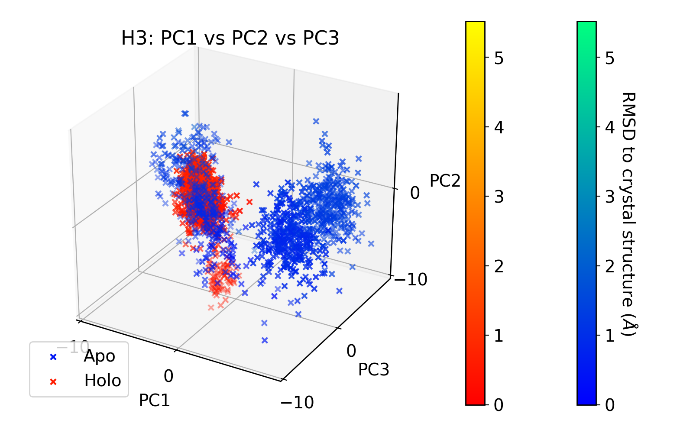 H3: PC1 vs PC2 vs PC3
5
4
3
2
1
0
5
4
3
2
1
0
RMSD to crystal structure (Å)
PC2
0
−10
0
PC3
−10
0
−10
PC1
Apo
Holo